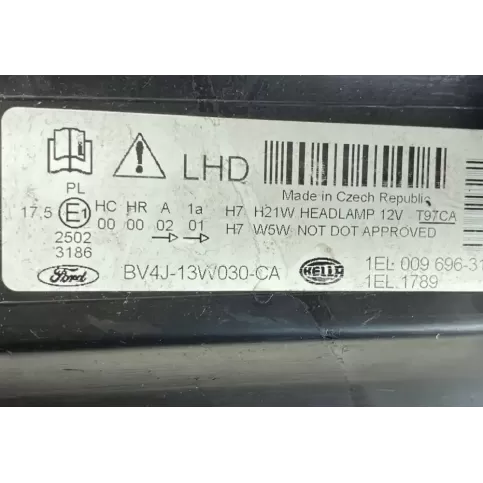 LHD
Made in Czech Republic
PL
17,5 E1 HC HR A 1a H7 H21W HEADLAMP 12V T97CA
00 00 02 01 H7 W5W NOT DOT APPROVED
2502
3186
Ford BV4J-13W030-CA HELLA 1EL 009 696-31
1EL 1789